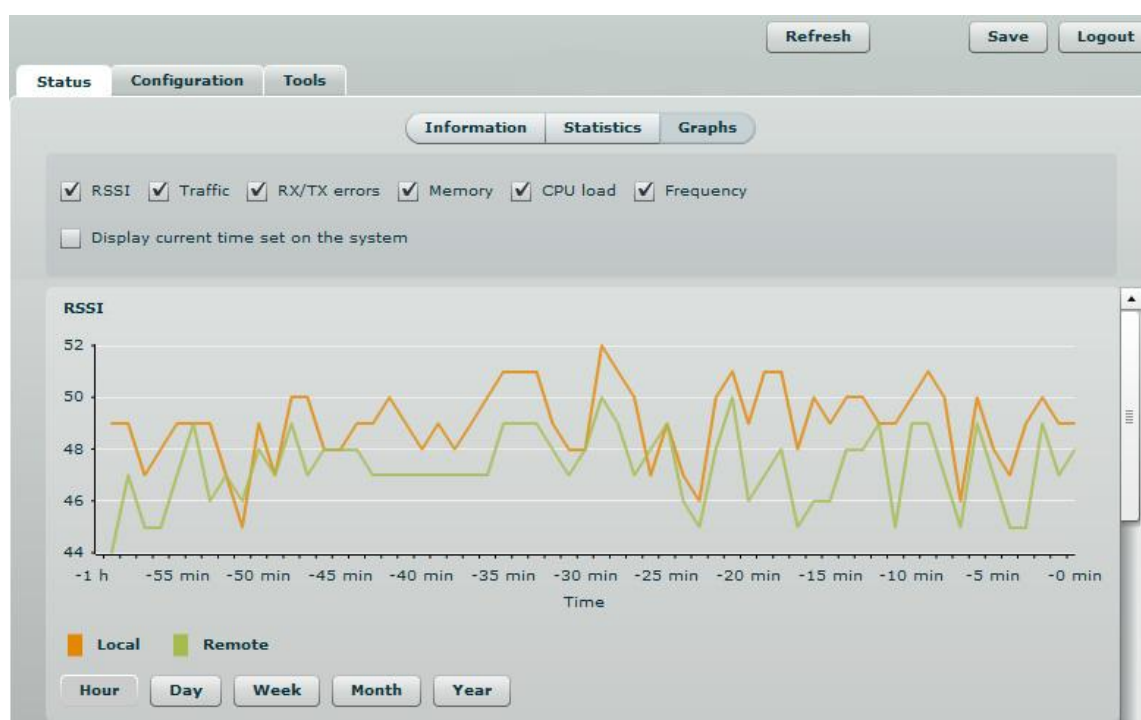 Refresh Save Logout
Status Configuration Tools
Information Statistics Graphs
RSSI Traffic RX/TX errors Memory CPU load Frequency
Display current time set on the system
RSSI
52
50
48
46
44
-1 h -55 min -50 min -45 min -40 min -35 min -30 min -25 min -20 min -15 min -10 min -5 min -0 min
Time
Local Remote
Hour Day Week Month Year